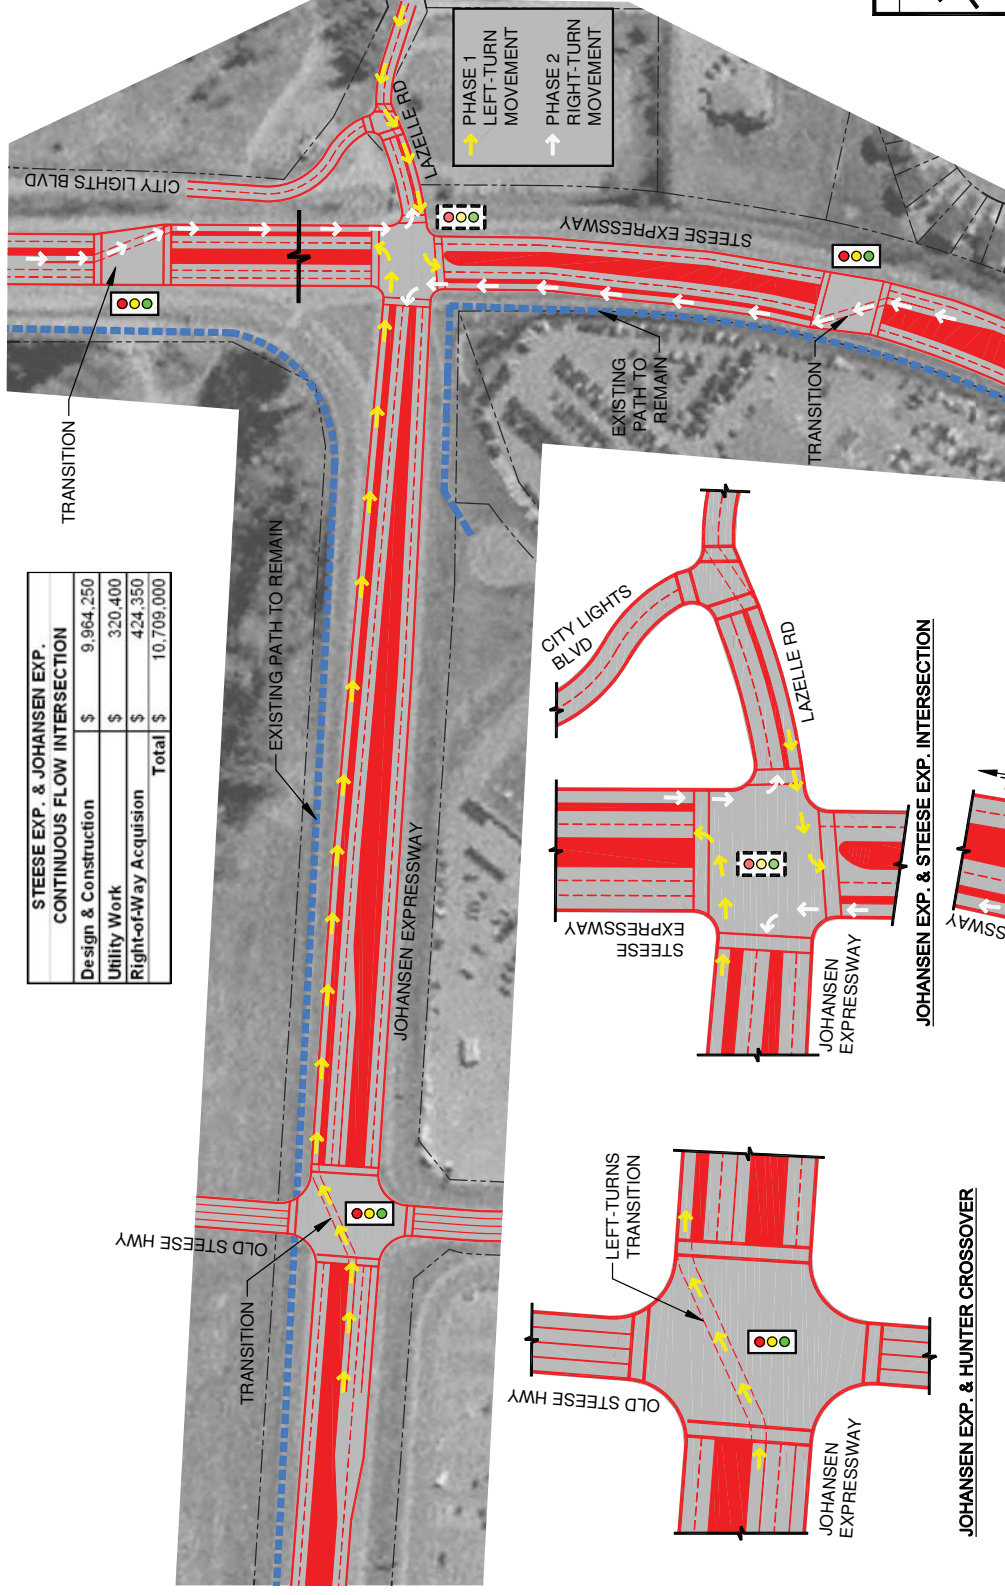 STEESE EXP. & JOHANSEN EXP.
CONTINUOUS FLOW INTERSECTION
Design & Construction $ 9,964,250
Utility Work $ 320,400
Right-of-Way Acquision $ 424,350
Total $ 10,709,000
TRANSITION
EXISTING PATH TO REMAIN
CITY LIGHTS BLVD
LAZELLE RD
PHASE 1
LEFT-TURN
MOVEMENT
PHASE 2
RIGHT-TURN
MOVEMENT
STEESE EXPRESSWAY
EXISTING
PATH TO
REMAIN
TRANSITION
JOHANSEN EXPRESSWAY
OLD STEESE HWY
TRANSITION
CITY LIGHTS
BLVD
LAZELLE RD
STEESE
EXPRESSWAY
JOHANSEN
EXPRESSWAY
JOHANSEN EXP. & STEESE EXP. INTERSECTION
LEFT-TURNS
TRANSITION
OLD STEESE HWY
JOHANSEN
EXPRESSWAY
JOHANSEN EXP. & HUNTER CROSSOVER
SSWAY